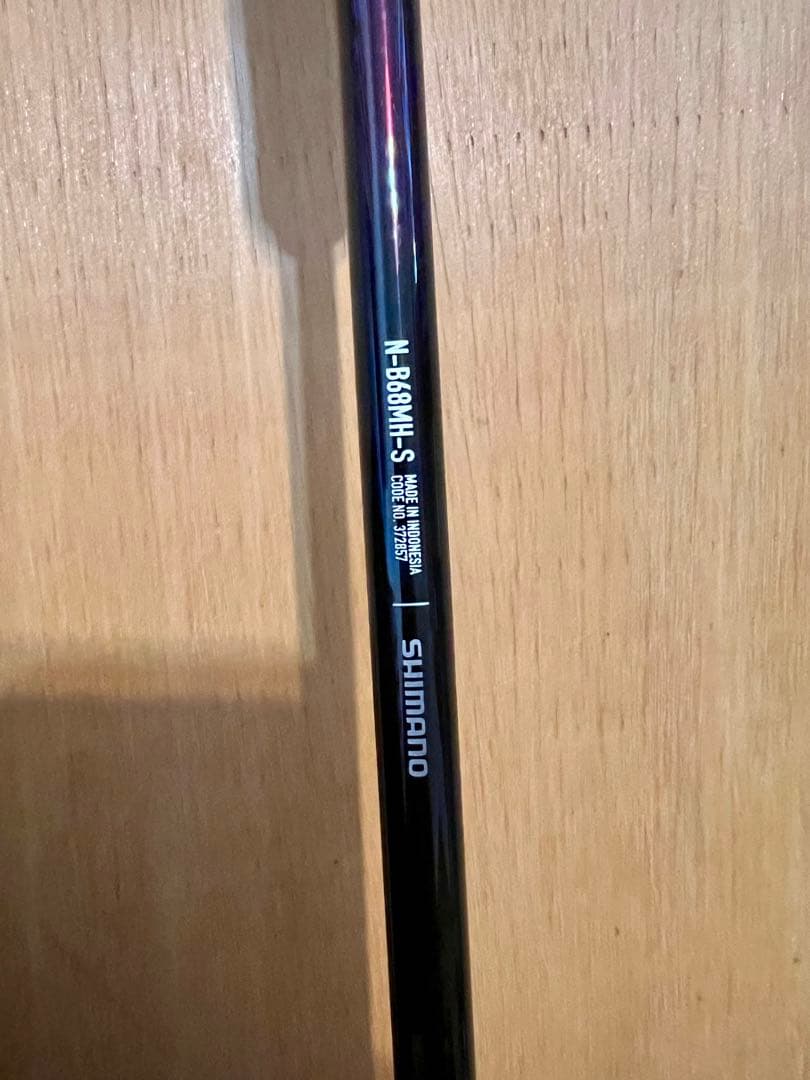 N-B68MH-S
MADE IN INDONESIA
CODE NO. 372857
SHIMANO